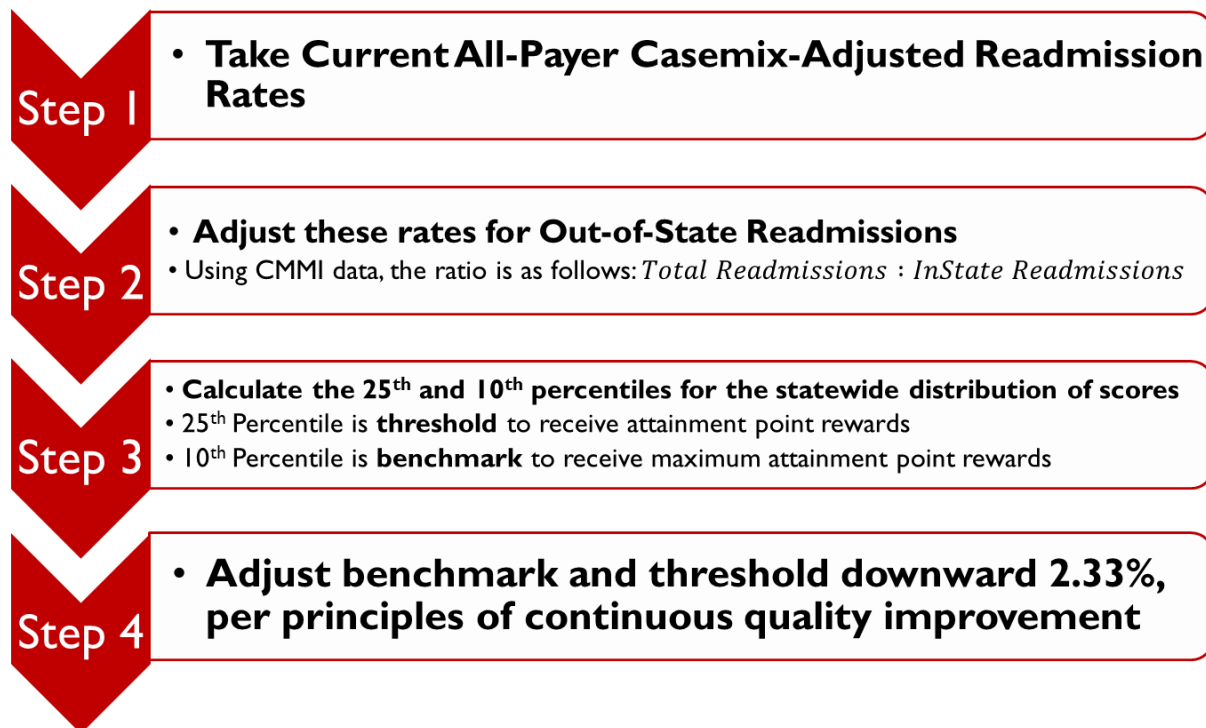 Step 1
• Take Current All-Payer Casemix-Adjusted Readmission
Rates
Step 2
• Adjust these rates for Out-of-State Readmissions
• Using CMMI data, the ratio is as follows: Total Readmissions : InState Readmissions
Step 3
• Calculate the 25th and 10th percentiles for the statewide distribution of scores
• 25th Percentile is threshold to receive attainment point rewards
• 10th Percentile is benchmark to receive maximum attainment point rewards
Step 4
• Adjust benchmark and threshold downward 2.33%,
per principles of continuous quality improvement